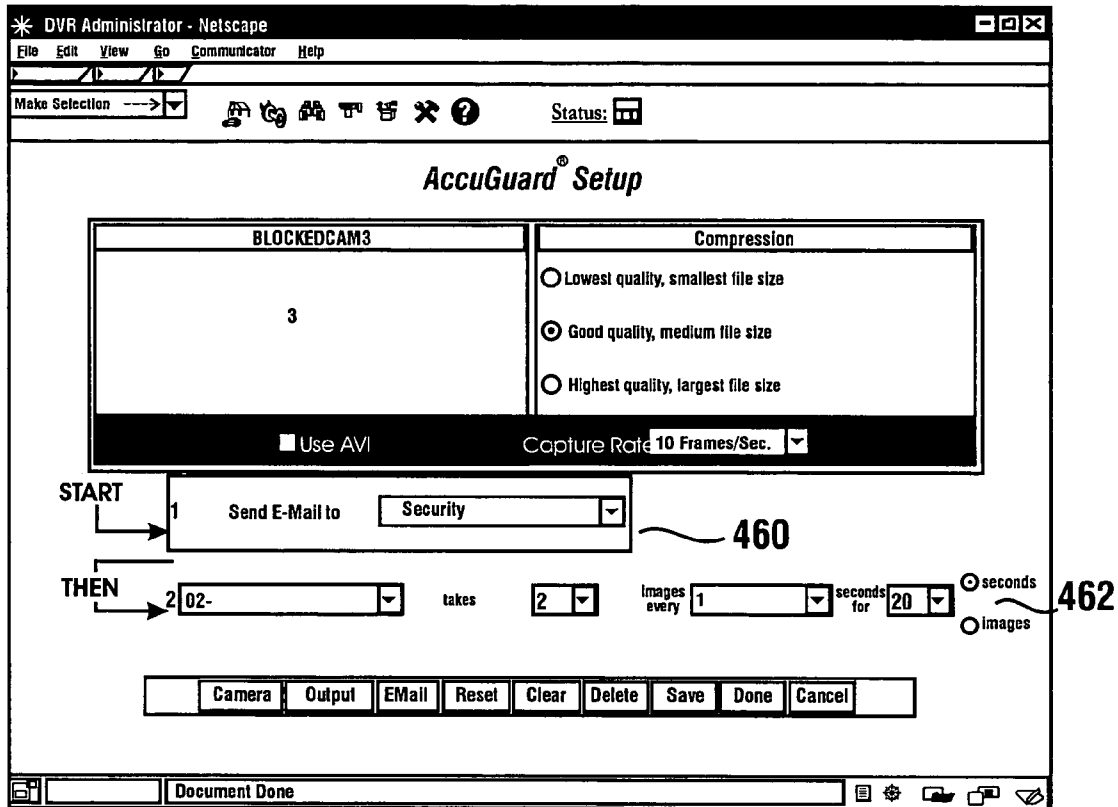 DVR Administrator - Netscape
File Edit View Go Communicator Help
Make Selection ---->
Status:
AccuGuard® Setup
BLOCKEDCAM3
Compression
3
Lowest quality, smallest file size
Good quality, medium file size
Highest quality, largest file size
Use AVI
Capture Rate 10 Frames/Sec.
START
1 Send E-Mail to Security
460
THEN
2 02- takes 2 Images every 1 seconds for 20 seconds
images
462
Camera Output EMail Reset Clear Delete Save Done Cancel
Document Done